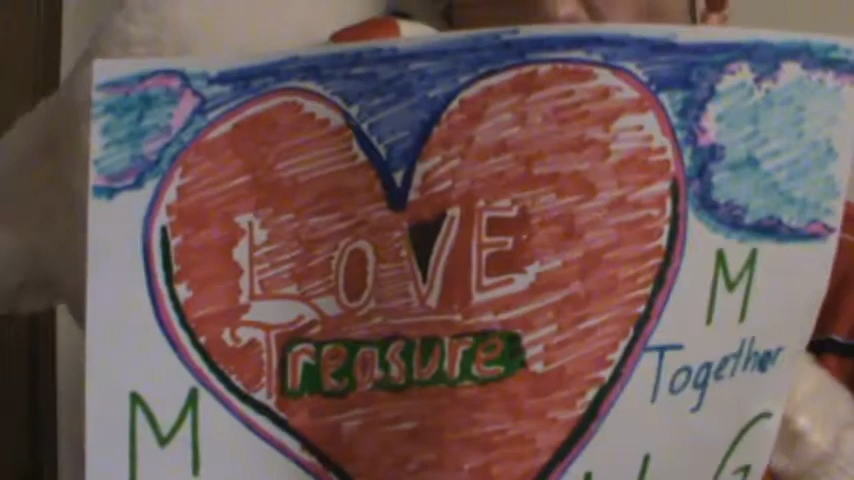 LOVE
Treasure
M
Together
M
G